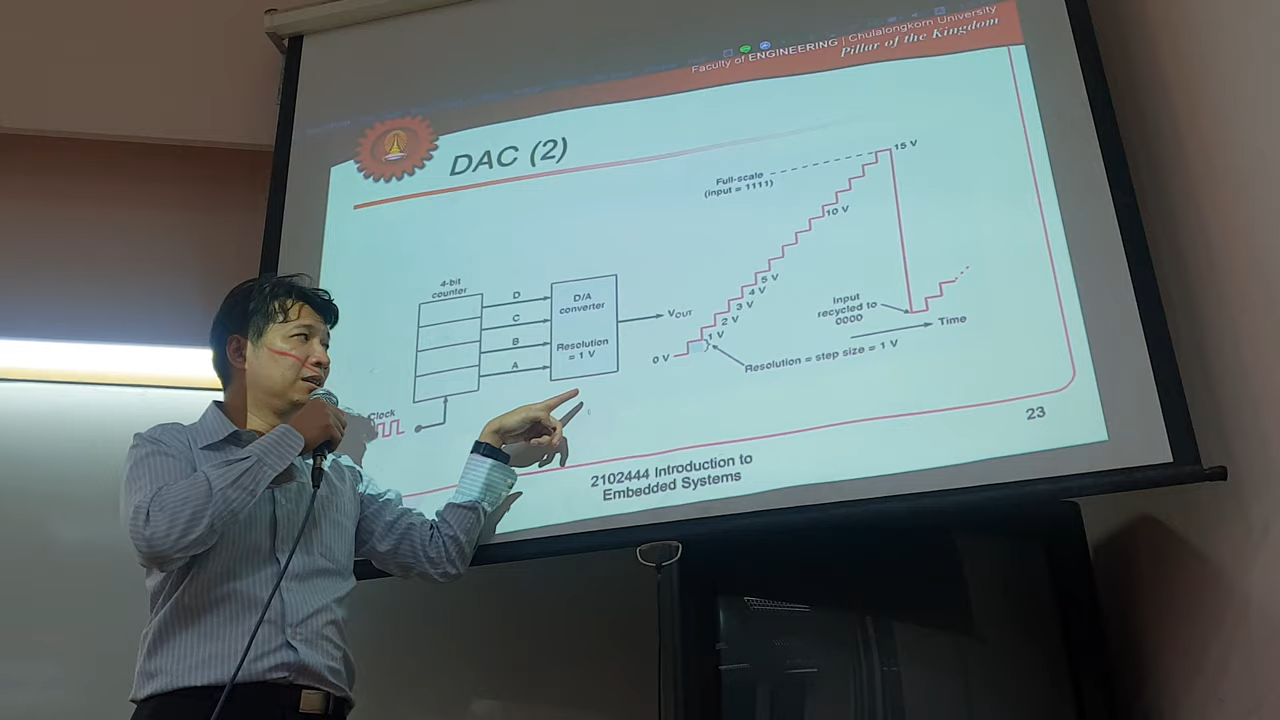 Faculty of ENGINEERING | Chulalongkorn University
Pillar of the Kingdom
DAC (2)
4-bit
counter
D
C
B
A
Clock
D/A
converter
Resolution
= 1 V
VOUT
Full-scale
(input = 1111)
15 V
10 V
5 V
4 V
3 V
2 V
1 V
0 V
Input
recycled to
0000
Time
Resolution = step size = 1 V
23
2102444 Introduction to
Embedded Systems